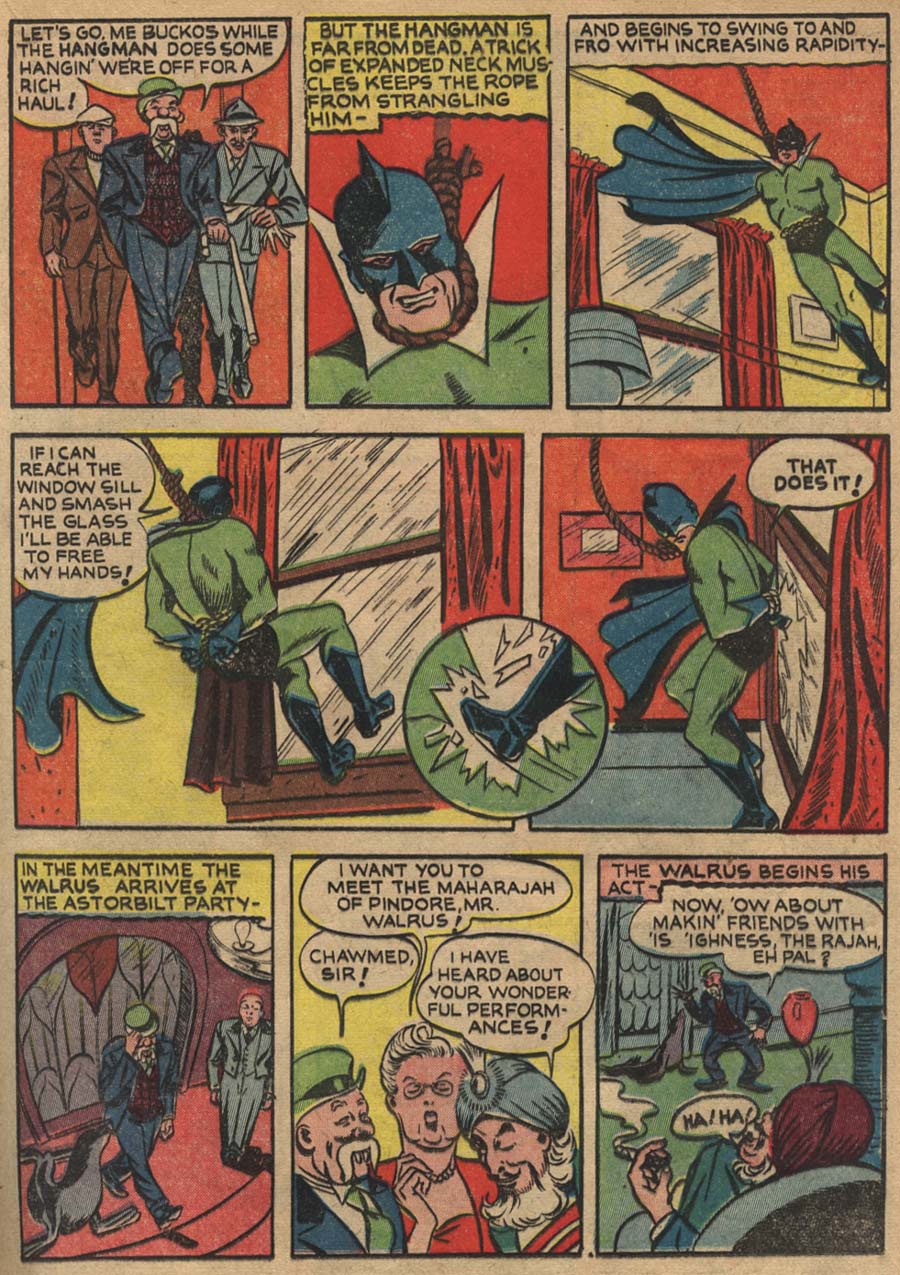 LET'S GO, ME BUCKOS WHILE
THE HANGMAN DOES SOME
HANGIN' WE'RE OFF FOR A
RICH
HAUL!
BUT THE HANGMAN IS
FAR FROM DEAD. A TRICK
OF EXPANDED NECK MUS-
CLES KEEPS THE ROPE
FROM STRANGLING
HIM-
AND BEGINS TO SWING TO AND
FRO WITH INCREASING RAPIDITY-
IF I CAN
REACH THE
WINDOW SILL
AND SMASH
THE GLASS
I'LL BE ABLE
TO FREE
MY HANDS!
THAT
DOES IT!
IN THE MEANTIME THE
WALRUS ARRIVES AT
THE ASTORBILT PARTY-
I WANT YOU TO
MEET THE MAHARAJAH
OF PINDORE, MR.
WALRUS!
CHAWMED,
SIR!
I HAVE
HEARD ABOUT
YOUR WONDER-
FUL PERFORM-
ANCES!
THE WALRUS BEGINS HIS
ACT-
NOW, 'OW ABOUT
MAKIN' FRIENDS WITH
'IS 'IGHNESS, THE RAJAH,
EH PAL?
HA! HA!